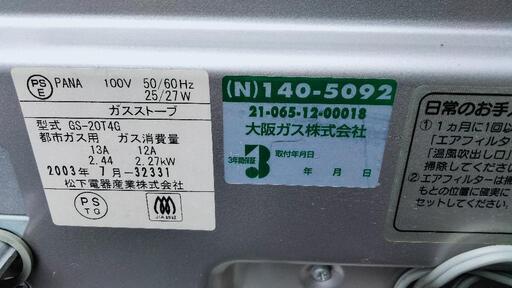 PS E PANA 100V 50/60Hz
25/27W
ガスストーブ
型式 GS-20T4G
都市ガス用 ガス消費量
13A 12A
2.44 2.27kW
2003年 7月-32331
松下電器産業株式会社
PS TG
JIA
(N)140-5092
21-065-12-00018
大阪ガス株式会社
3年間保証 3 取付年月日
年 月 日
日常のお手
①1ヵ月に1回以
「エアフィルタ
「温風吹出し口
掃除してくださ
②エアフィルターは掃
もとの位置に確実に
セットしてください